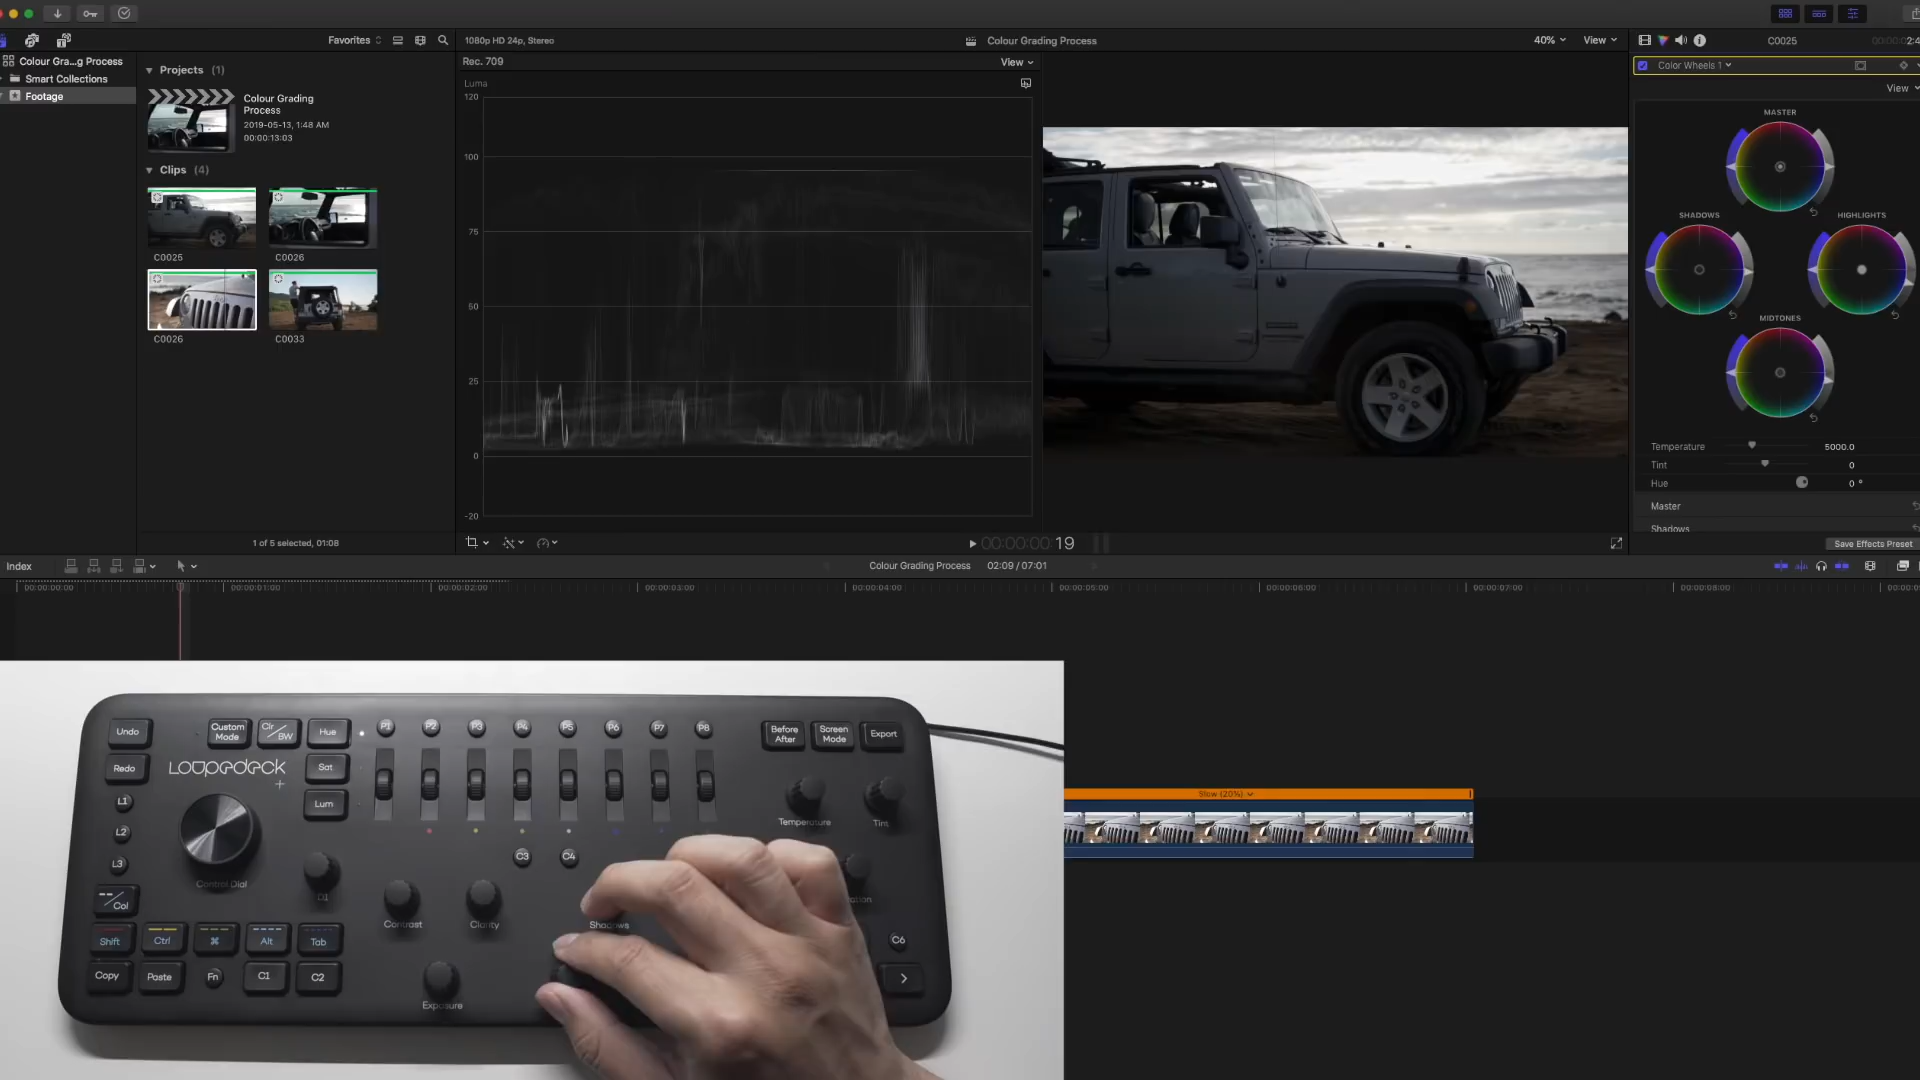 Favorites
1080p HD 24p, Stereo
Colour Grading Process
40%
View
C0025
2:4
Colour Gra...g Process
Smart Collections
Footage
Projects (1)
Colour Grading
Process
2019-05-13, 1:48 AM
00:00:13:03
Clips (4)
C0025
C0026
C0026
C0033
1 of 5 selected, 01:08
Rec. 709
View
Luma
120
100
75
50
25
0
-20
00:00:00:19
Color Wheels 1
View
MASTER
SHADOWS
HIGHLIGHTS
MIDTONES
Temperature 5000.0
Tint 0
Hue 0 °
Master
Shadows
Save Effects Preset
Index
Colour Grading Process
02:09 / 07:01
00:00:00:00
00:00:01:00
00:00:02:00
00:00:03:00
00:00:04:00
00:00:05:00
00:00:06:00
00:00:07:00
00:00:08:00
Slow (20%)
Undo
Custom Mode
Clr/BW
Hue
P1
P2
P3
P4
P5
P6
P7
P8
Before After
Screen Mode
Export
Redo
Loupedeck
+
Sat
L1
Lum
Temperature
Tint
L2
L3
C3
C4
Control Dial
D1
Col
Contrast
Clarity
Shadows
ation
Shift
Ctrl
⌘
Alt
Tab
C6
Copy
Paste
Fn
C1
C2
Exposure
>